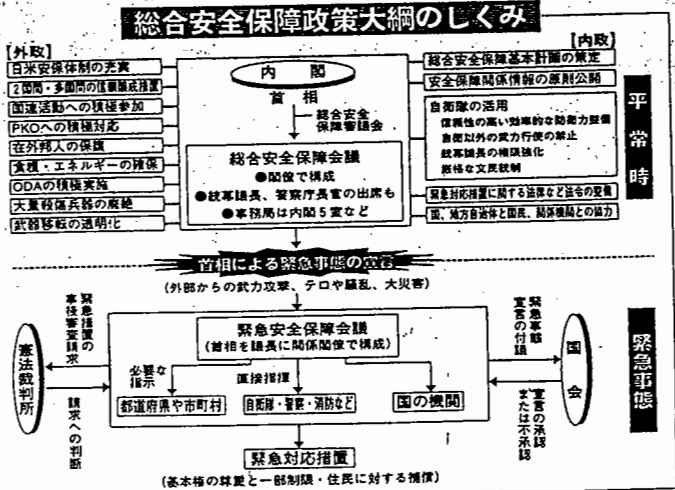 総合安全保障政策大綱のしくみ
【外政】
日米安保体制の充実
2国間・多国間の信頼醸成措置
国連活動への積極参加
PKOへの積極対応
在外邦人の保護
食糧・エネルギーの確保
ODAの積極実施
大量殺傷兵器の廃絶
武器移転の透明化
内閣
首相
総合安全
保障審議会
総合安全保障会議
●閣僚で構成
●統幕議長、警察庁長官の出席も
●事務局は内閣5室など
【内政】
総合安全保障基本計画の策定
安全保障関係情報の原則公開
自衛隊の活用
信頼性の高い効率的な防衛力整備
自衛以外の武力行使の禁止
統幕議長の権限強化
厳格な文民統制
緊急対応措置に関する法律など法令の整備
国、地方自治体と国民、関係機関との協力
平常時
首相による緊急事態の宣言
(外部からの武力攻撃、テロや騒乱、大災害)
緊急安全保障会議
(首相を議長に関係閣僚で構成)
必要な
指示
直接指揮
都道府県や市町村
自衛隊・警察・消防など
国の機関
憲法裁判所
緊急措置の
事後審査請求
請求への判断
緊急事態
宣言の付議
宣言の承認
または不承認
国会
緊急事態
緊急対応措置
(基本権の尊重と一部制限・住民に対する補償)